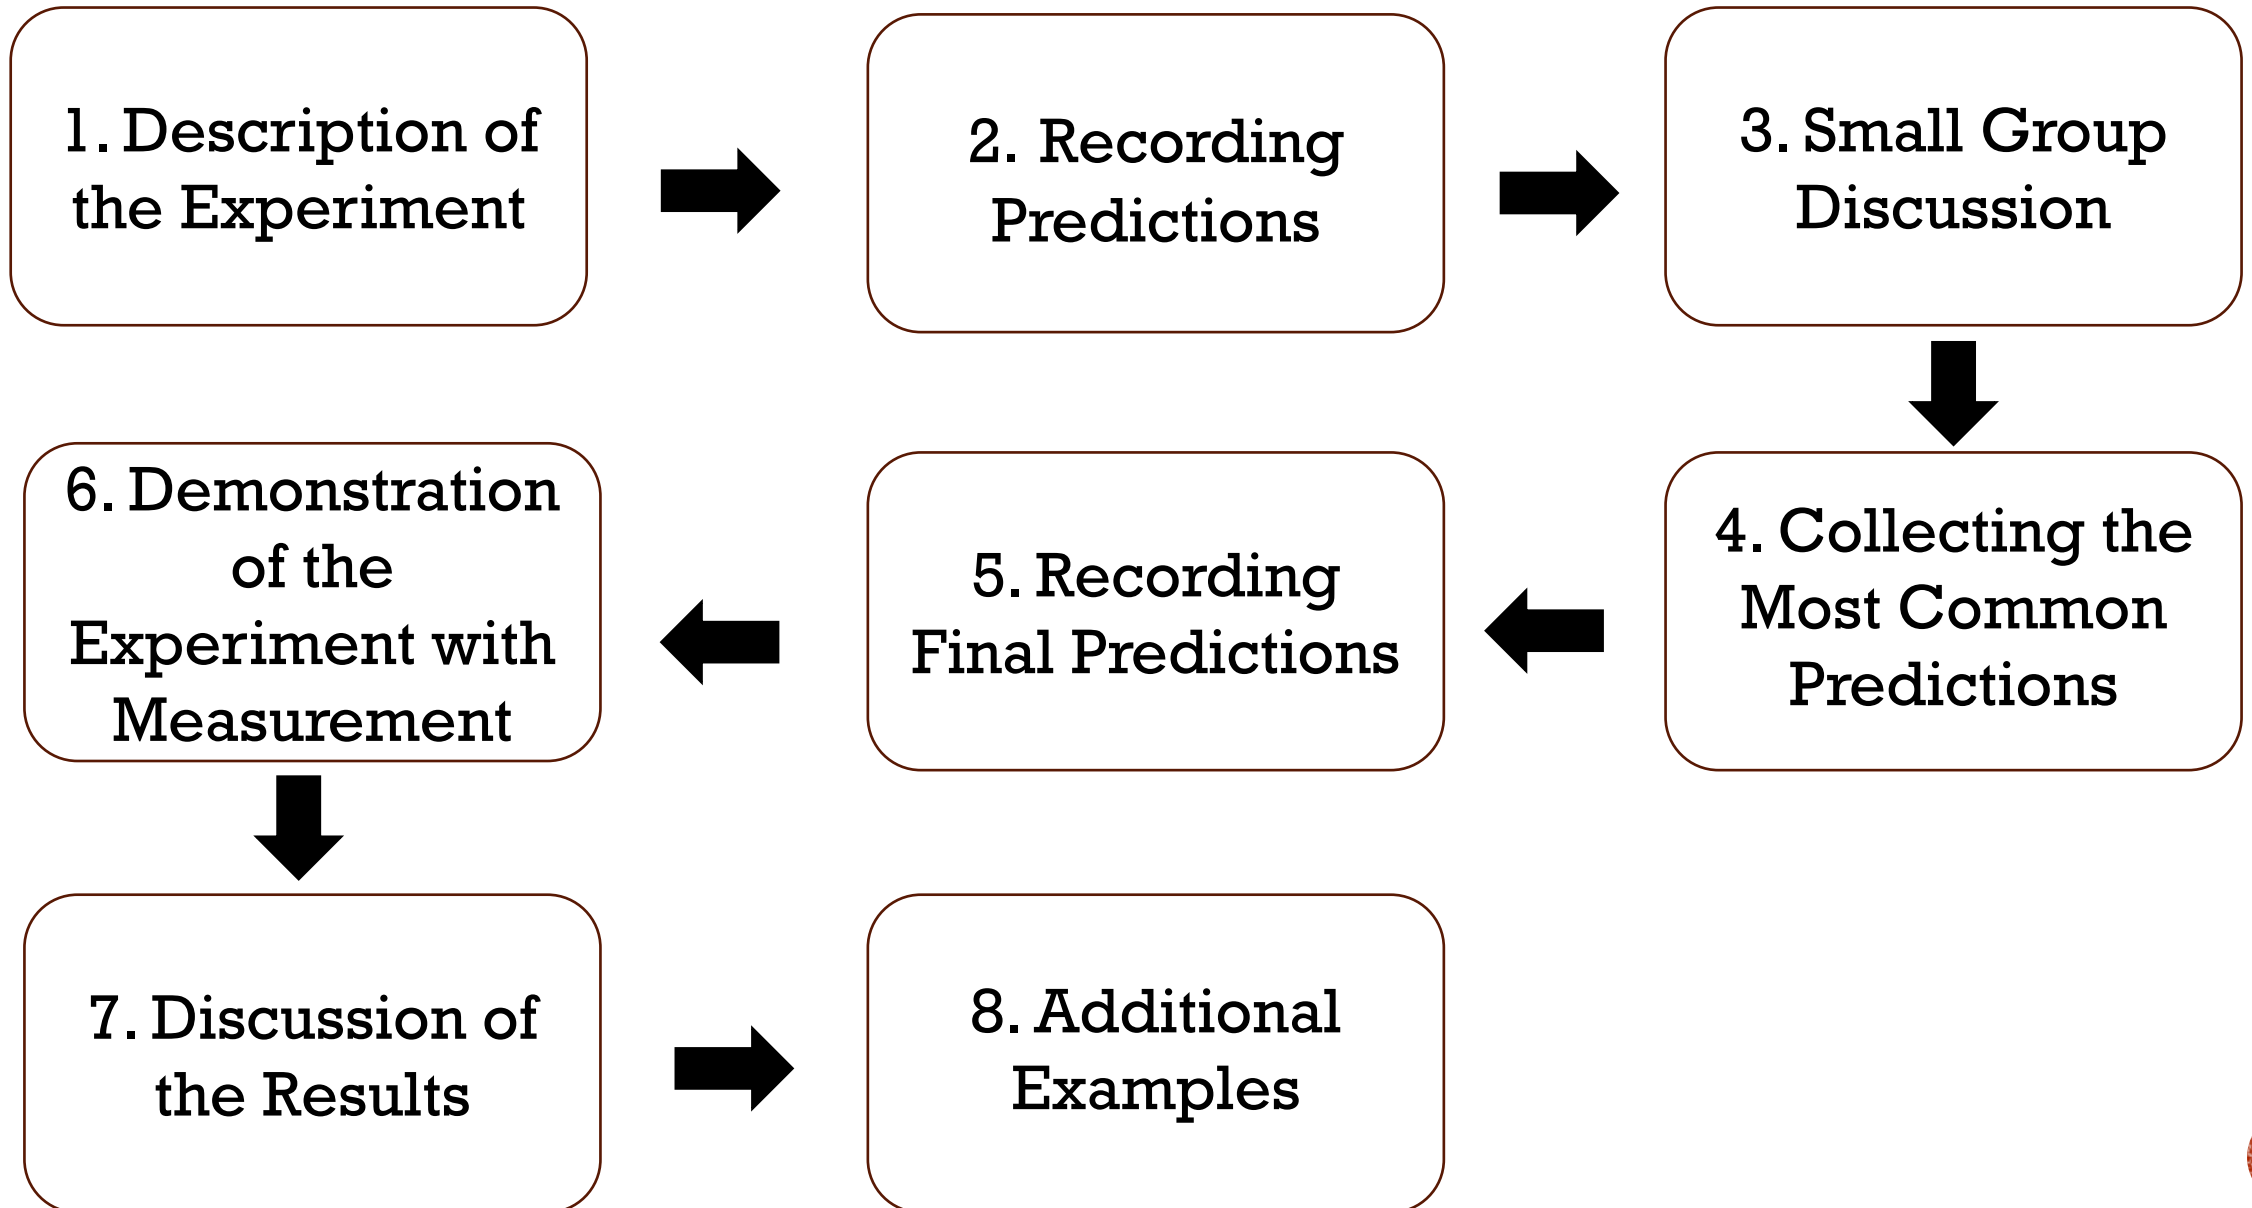 1. Description of
the Experiment
2. Recording
Predictions
3. Small Group
Discussion
4. Collecting the
Most Common
Predictions
5. Recording
Final Predictions
6. Demonstration
of the
Experiment with
Measurement
7. Discussion of
the Results
8. Additional
Examples